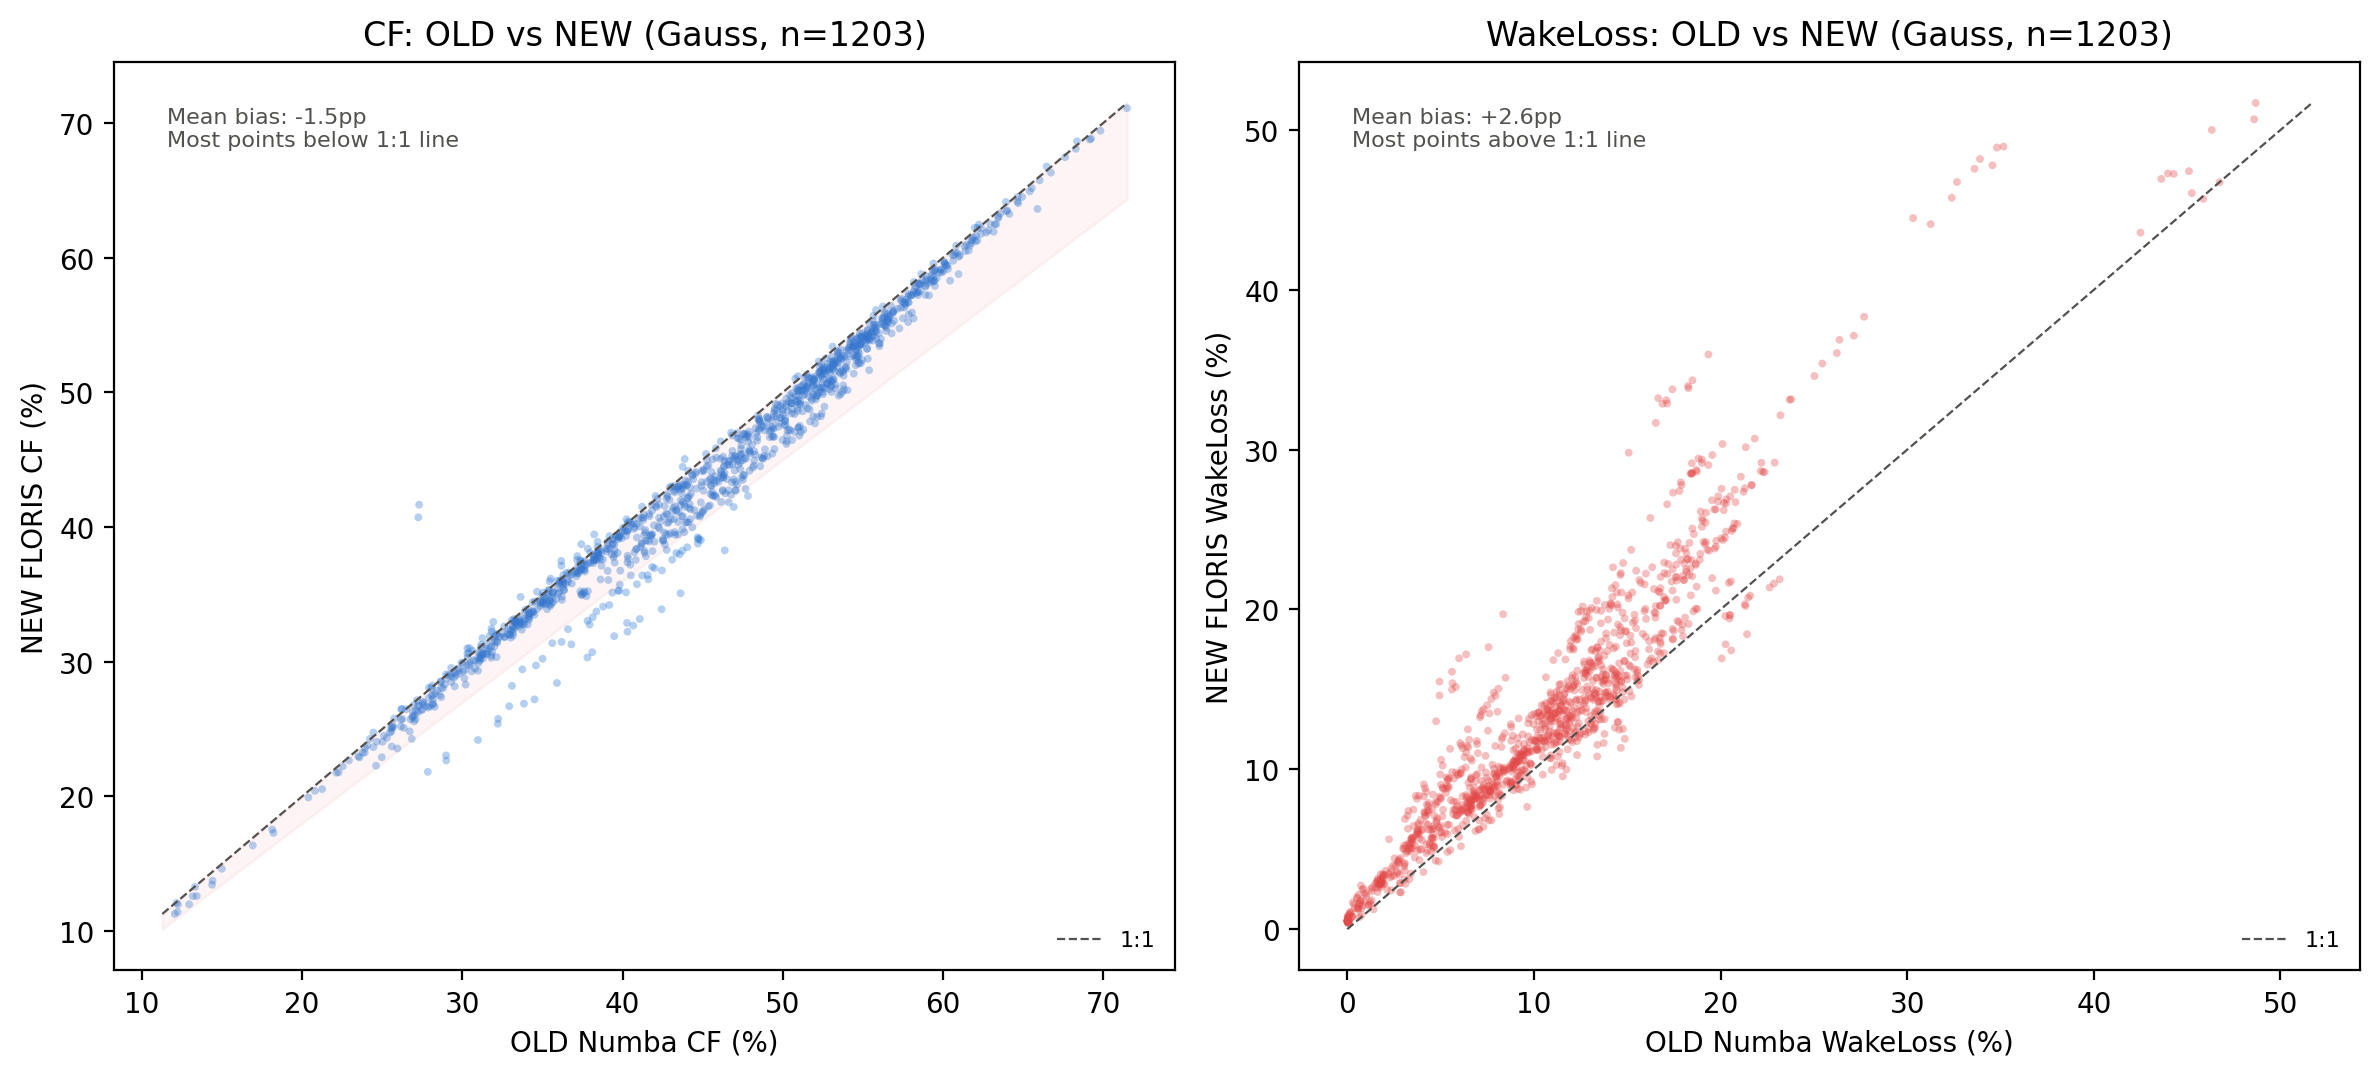 CF: OLD vs NEW (Gauss, n=1203)
Mean bias: -1.5pp
Most points below 1:1 line
70
60
50
40
30
20
10
NEW FLORIS CF (%)
1:1
10 20 30 40 50 60 70
OLD Numba CF (%)
WakeLoss: OLD vs NEW (Gauss, n=1203)
Mean bias: +2.6pp
Most points above 1:1 line
50
40
30
20
10
0
NEW FLORIS WakeLoss (%)
1:1
0 10 20 30 40 50
OLD Numba WakeLoss (%)